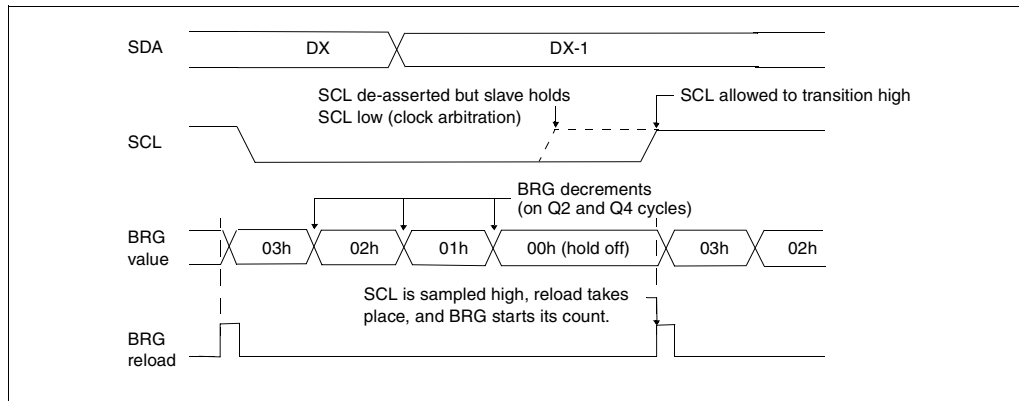 SDA
DX
DX-1
SCL de-asserted but slave holds
SCL low (clock arbitration)
SCL allowed to transition high
SCL
BRG decrements
(on Q2 and Q4 cycles)
BRG
value
03h
02h
01h
00h (hold off)
03h
02h
SCL is sampled high, reload takes
place, and BRG starts its count.
BRG
reload